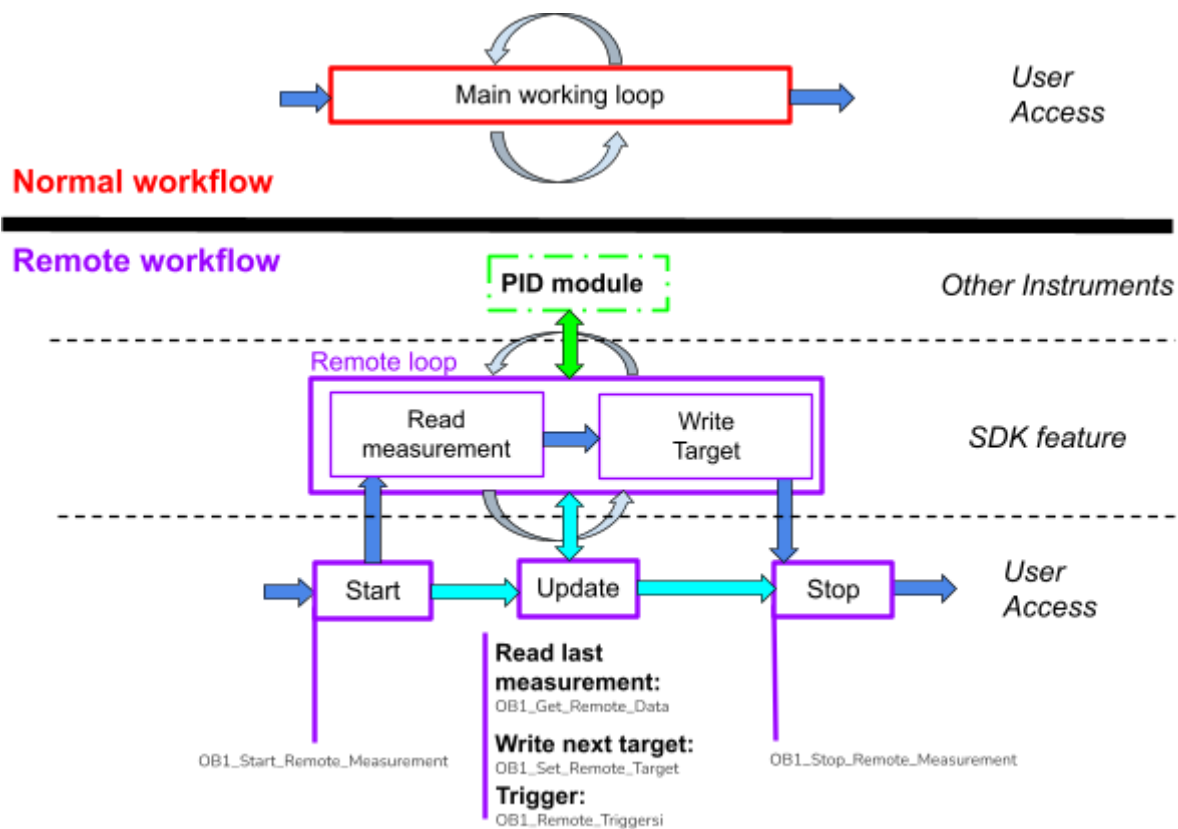 Main working loop
User
Access
Normal workflow
Remote workflow
PID module
Other Instruments
Remote loop
Read
measurement
Write
Target
SDK feature
Start
Update
Stop
User
Access
Read last
measurement:
OB1_Get_Remote_Data
Write next target:
OB1_Set_Remote_Target
Trigger:
OB1_Remote_Triggersi
OB1_Start_Remote_Measurement
OB1_Stop_Remote_Measurement